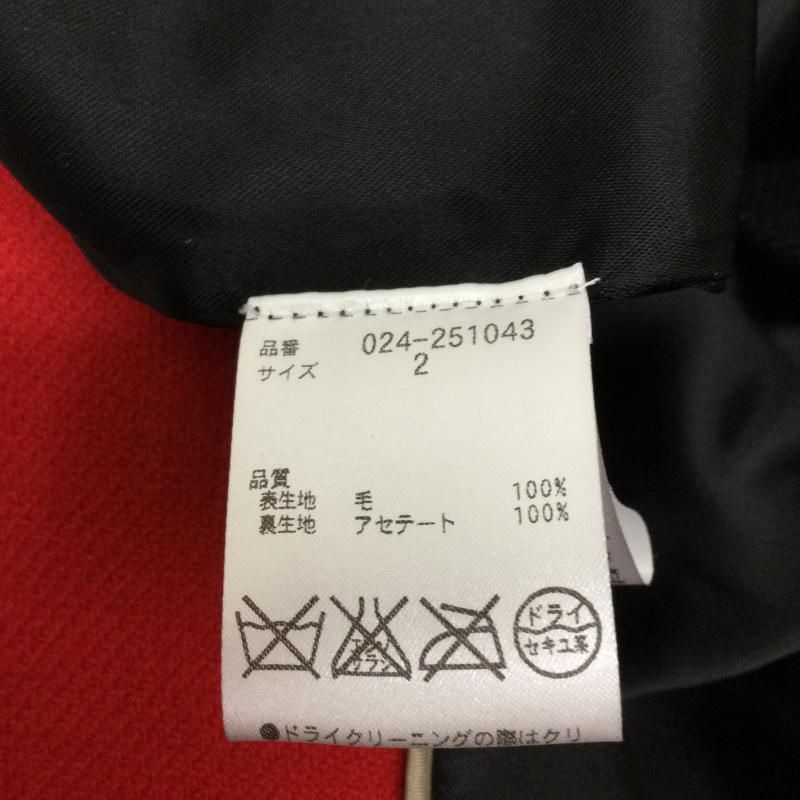 品番 024-251043
サイズ 2
品質
表生地 毛 100%
裏生地 アセテート 100%
ドライ
セキユ系
●ドライクリーニングの際はクリ